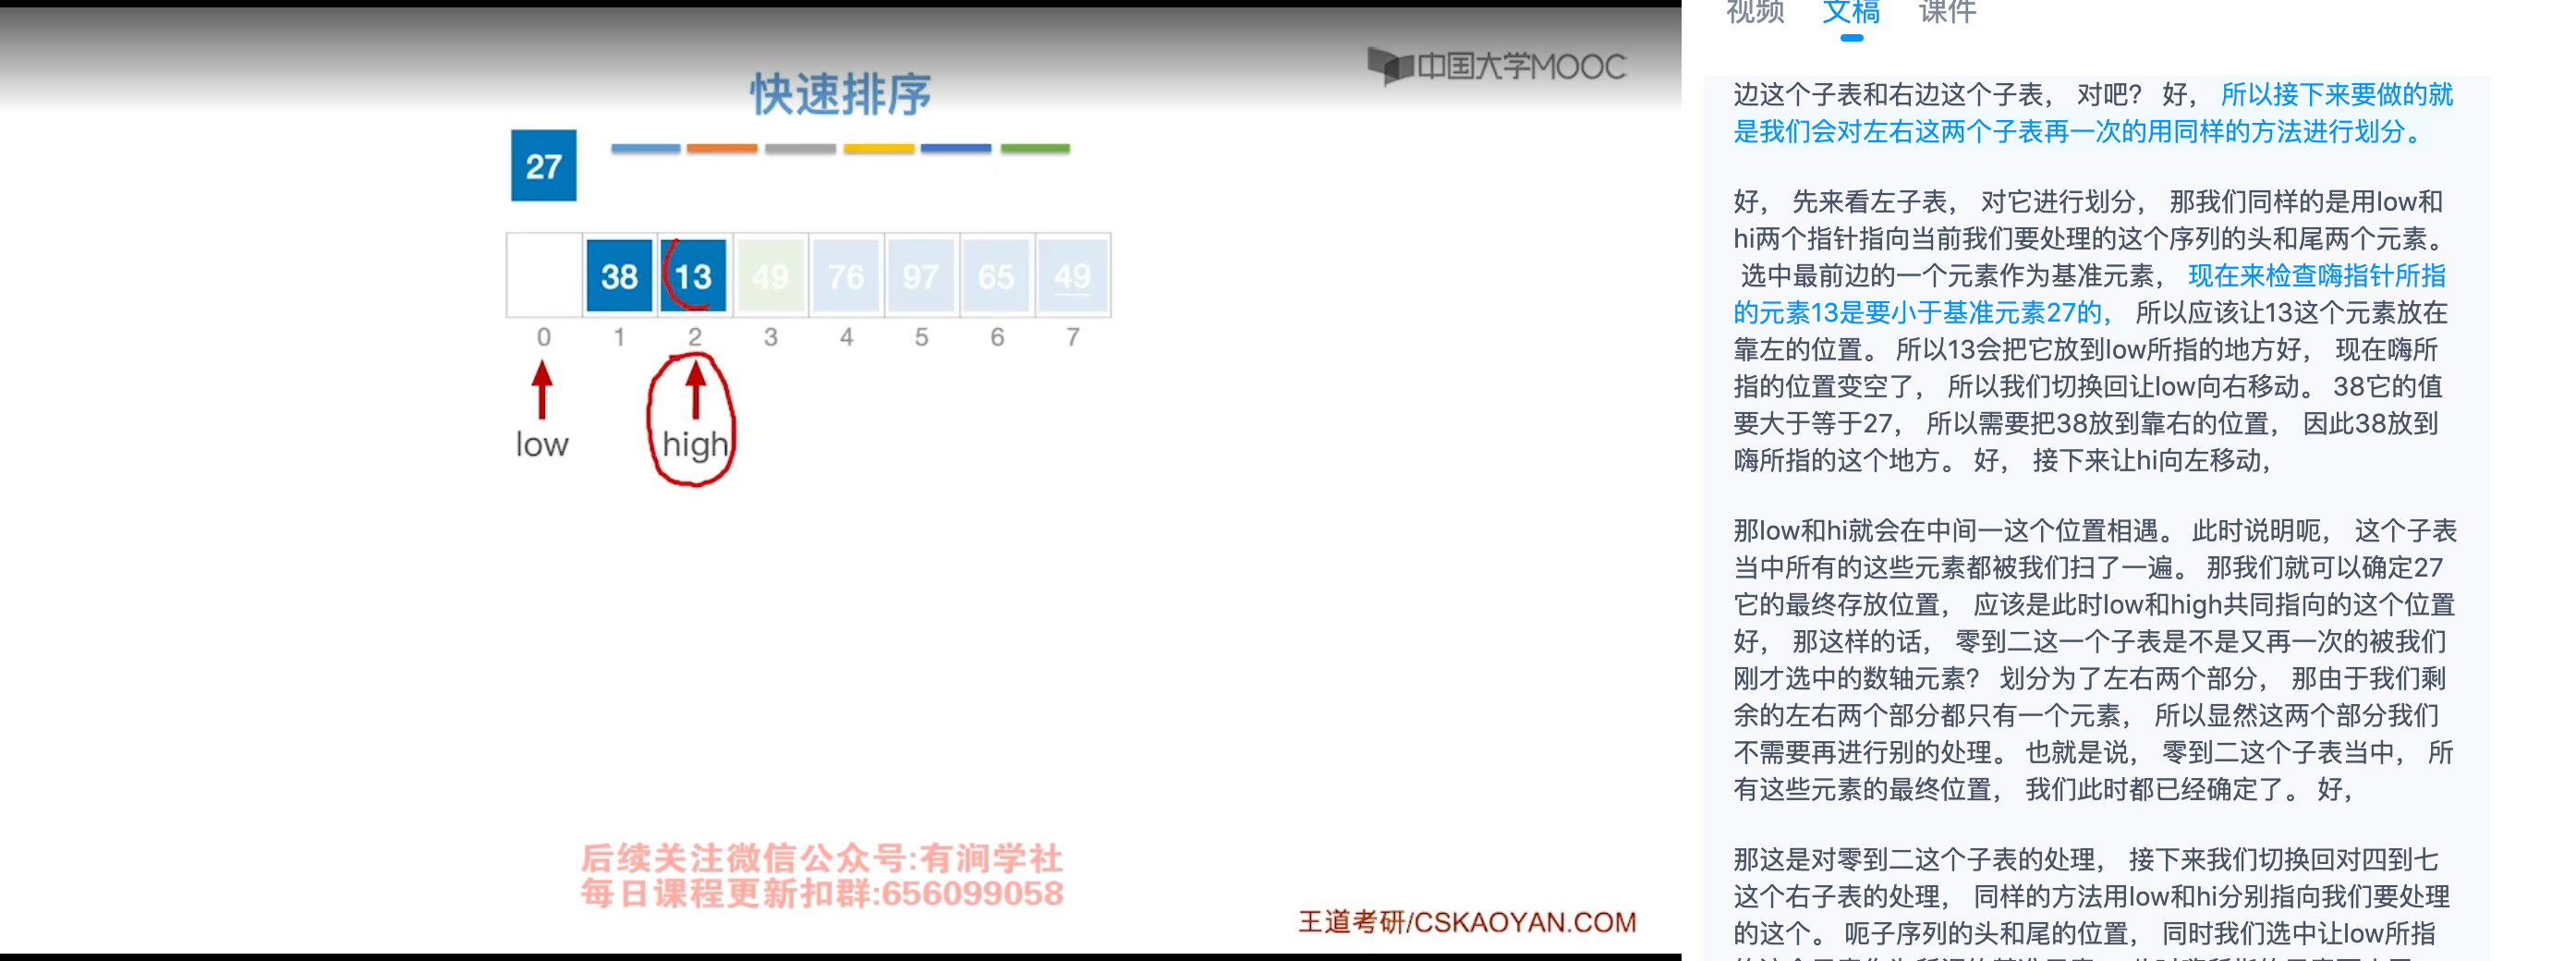 中国大学MOOC
快速排序
27
38 13 49 76 97 65 49
0 1 2 3 4 5 6 7
low high
后续关注微信公众号:有涧学社
每日课程更新扣群:656099058
王道考研/CSKAOYAN.COM
视频 文稿 课件
边这个子表和右边这个子表， 对吧？ 好， 所以接下来要做的就
是我们会对左右这两个子表再一次的用同样的方法进行划分。
好， 先来看左子表， 对它进行划分， 那我们同样的是用low和
hi两个指针指向当前我们要处理的这个序列的头和尾两个元素。
选中最前边的一个元素作为基准元素， 现在来检查嗨指针所指
的元素13是要小于基准元素27的， 所以应该让13这个元素放在
靠左的位置。 所以13会把它放到low所指的地方好， 现在嗨所
指的位置变空了， 所以我们切换回让low向右移动。 38它的值
要大于等于27， 所以需要把38放到靠右的位置， 因此38放到
嗨所指的这个地方。 好， 接下来让hi向左移动，
那low和hi就会在中间一这个位置相遇。 此时说明呃， 这个子表
当中所有的这些元素都被我们扫了一遍。 那我们就可以确定27
它的最终存放位置， 应该是此时low和high共同指向的这个位置
好， 那这样的话， 零到二这一个子表是不是又再一次的被我们
刚才选中的数轴元素？ 划分为了左右两个部分， 那由于我们剩
余的左右两个部分都只有一个元素， 所以显然这两个部分我们
不需要再进行别的处理。 也就是说， 零到二这个子表当中， 所
有这些元素的最终位置， 我们此时都已经确定了。 好，
那这是对零到二这个子表的处理， 接下来我们切换回对四到七
这个右子表的处理， 同样的方法用low和hi分别指向我们要处理
的这个。 呃子序列的头和尾的位置， 同时我们选中让low所指